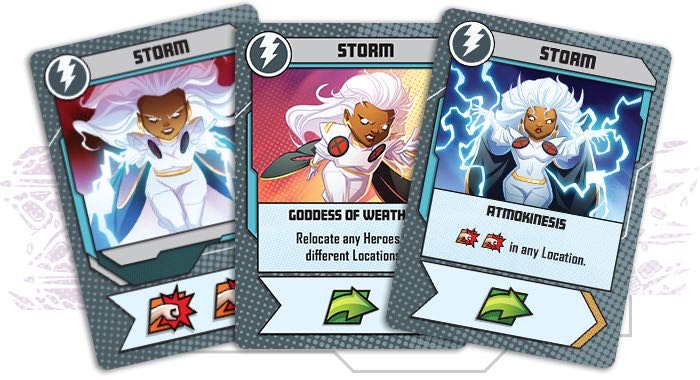 STORM
STORM
GODDESS OF WEATH
Relocate any Heroes
different Locations
STORM
ATMOKINESIS
in any Location.